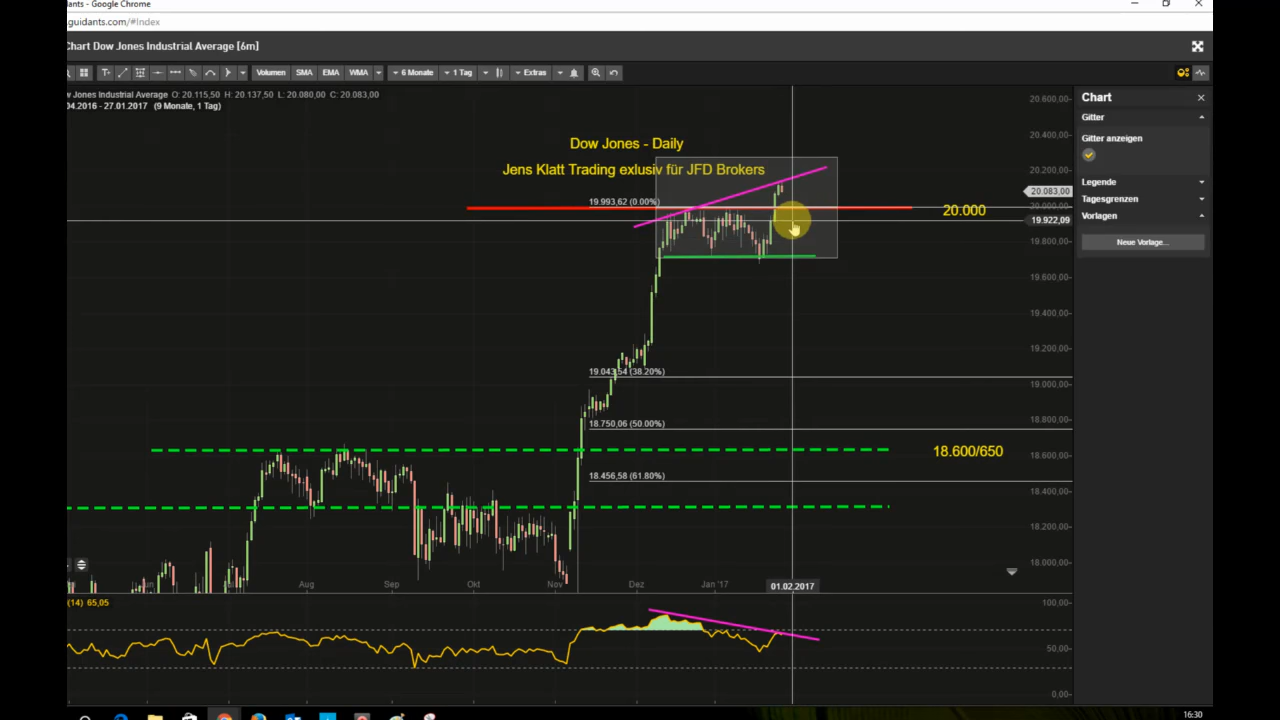 dants - Google Chrome
.guidants.com/#Index
Chart Dow Jones Industrial Average [6m]
Volumen SMA EMA WMA 6 Monate 1 Tag Extras
w Jones Industrial Average O: 20.115,50 H: 20.137,50 L: 20.080,00 C: 20.083,00
.04.2016 - 27.01.2017 (9 Monate, 1 Tag)
Chart
Gitter
Gitter anzeigen
Legende
Tagesgrenzen
Vorlagen
Neue Vorlage...
Dow Jones - Daily
Jens Klatt Trading exlusiv für JFD Brokers
19.993,62 (0.00%)
20.000
19.043,54 (38.20%)
18.750,06 (50.00%)
18.600/650
18.456,58 (61.80%)
20.600,00
20.400,00
20.200,00
20.083,00
20.000,00
19.922,09
19.800,00
19.600,00
19.400,00
19.200,00
19.000,00
18.800,00
18.600,00
18.400,00
18.200,00
18.000,00
Aug Sep Okt Nov Dez Jan '17 01.02.2017
(14) 65,05
100,00
50,00
0,00
16:30